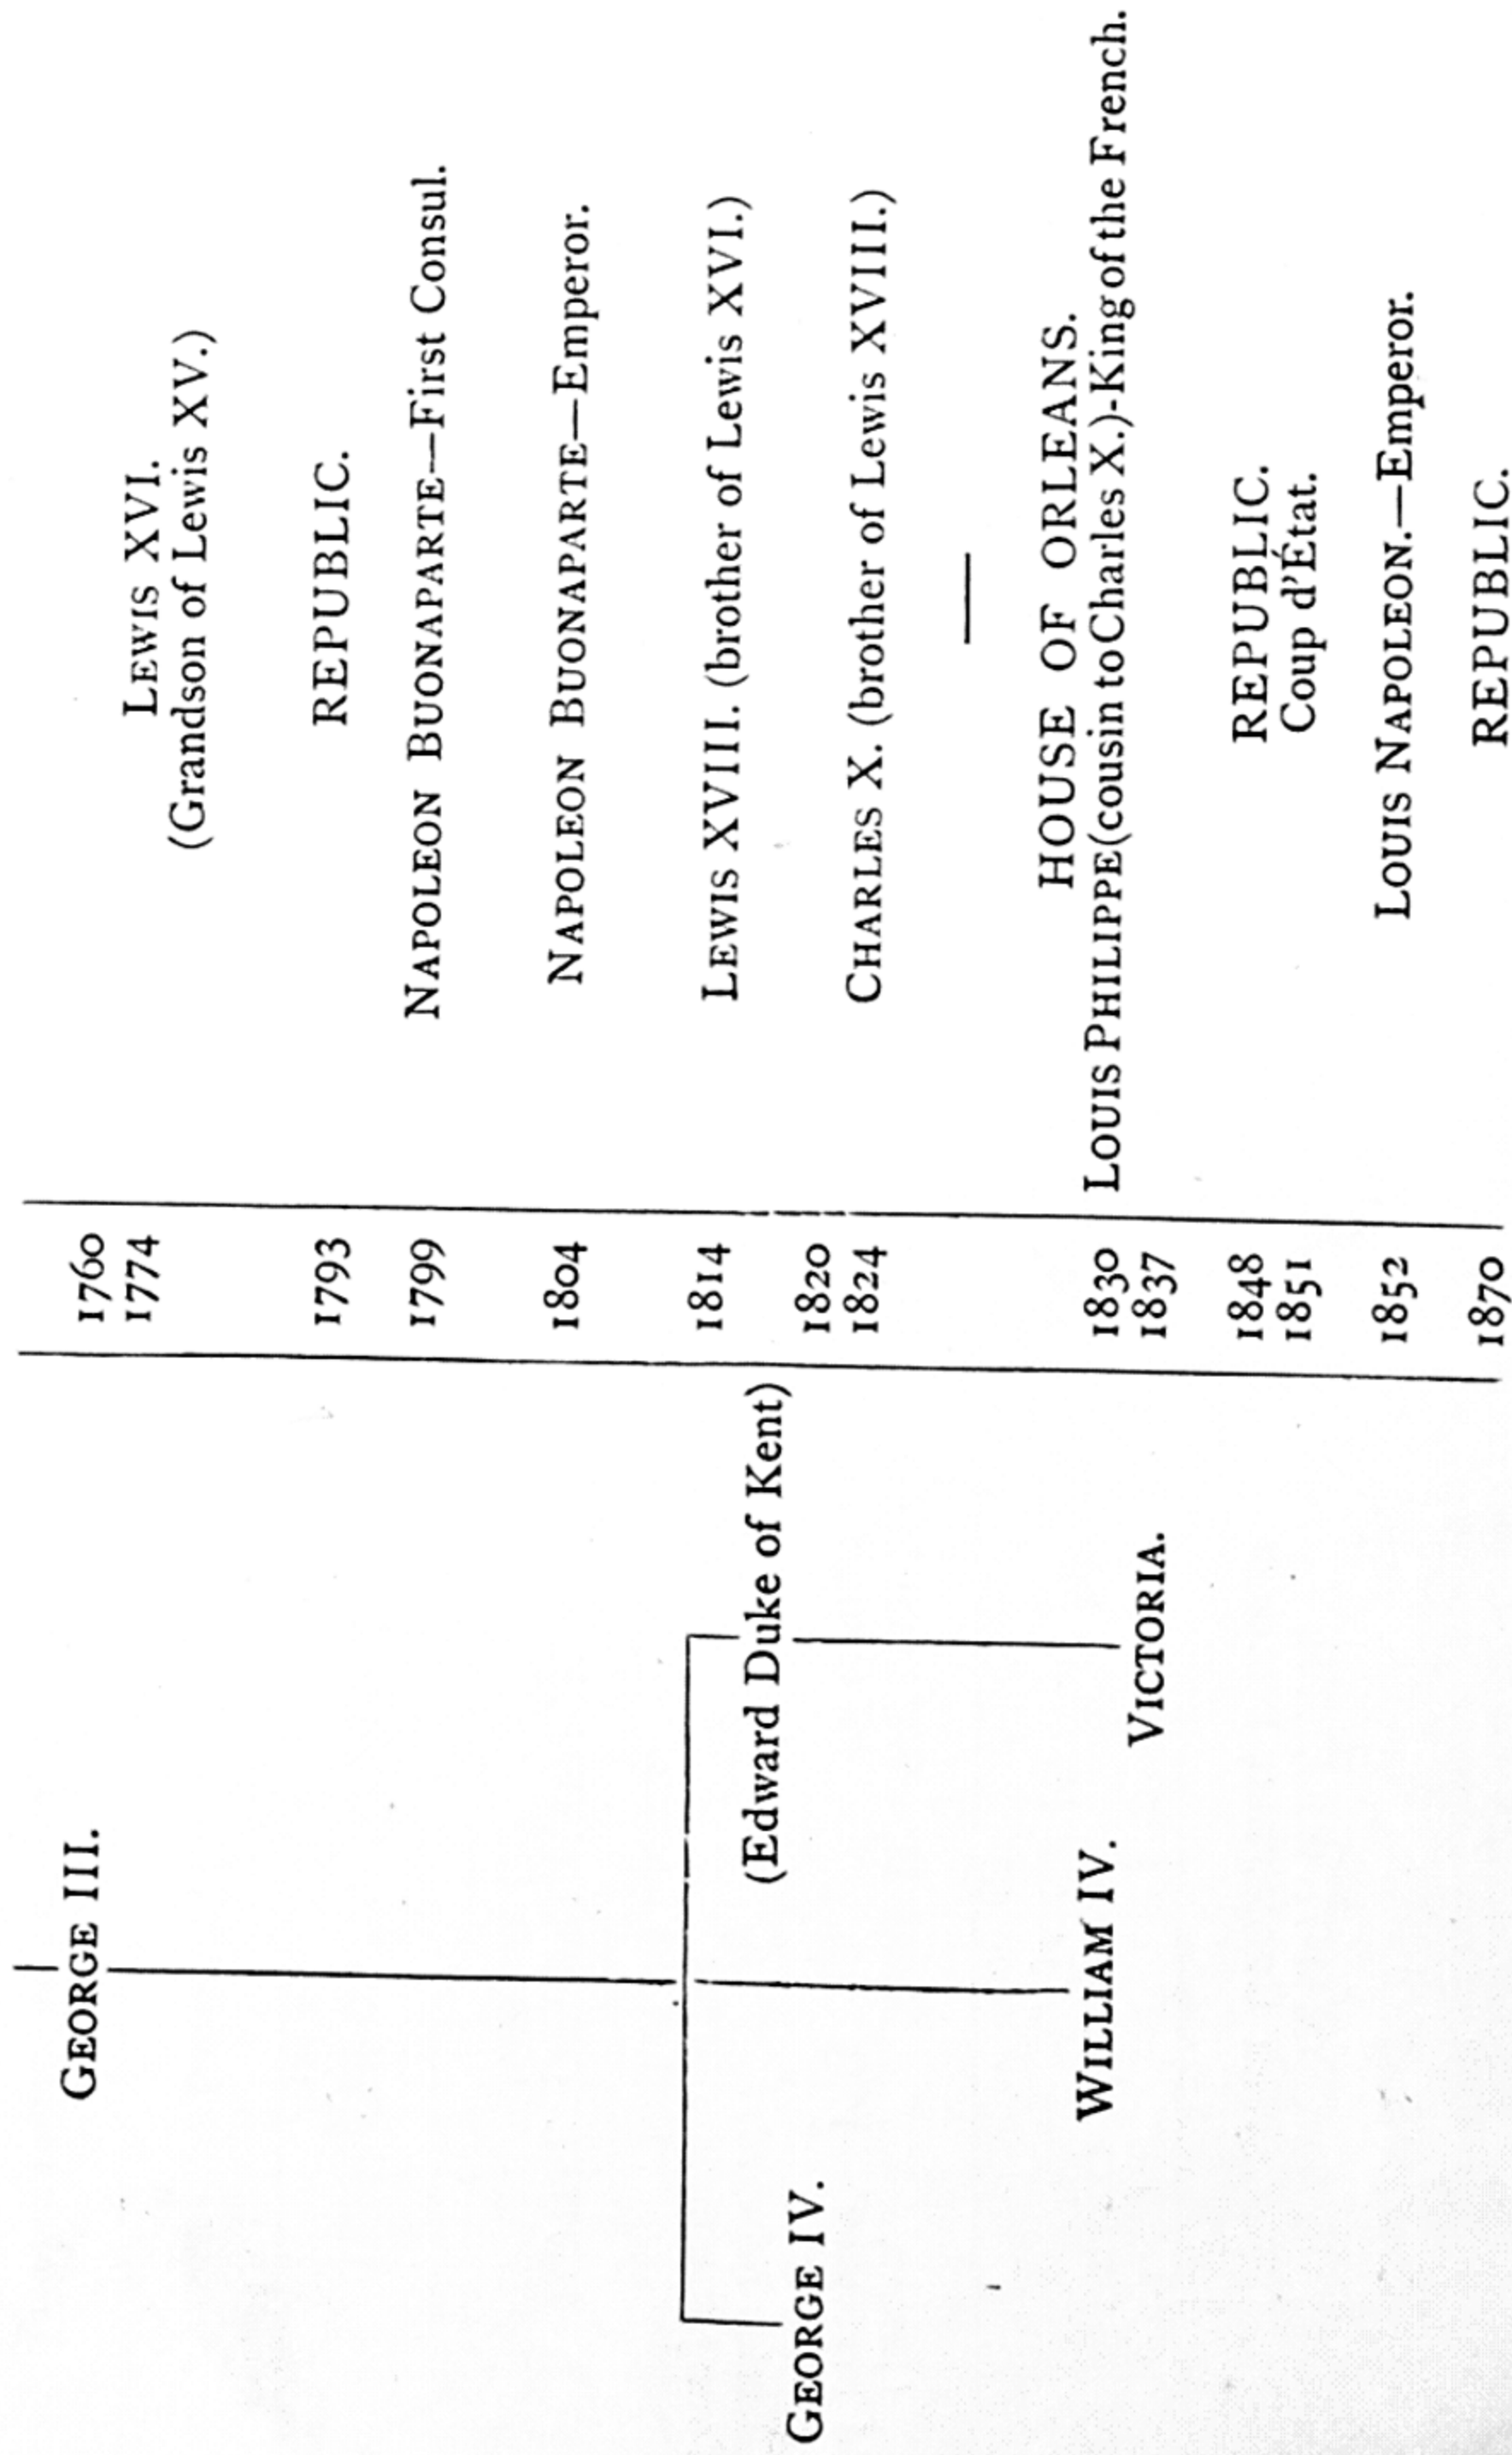 GEORGE III.
1760
1774
LEWIS XVI.
(Grandson of Lewis XV.)
1793
REPUBLIC.
1799
NAPOLEON BUONAPARTE—First Consul.
1804
NAPOLEON BUONAPARTE—Emperor.
1814
LEWIS XVIII. (brother of Lewis XVI.)
(Edward Duke of Kent)
GEORGE IV.
1820
1824
CHARLES X. (brother of Lewis XVIII.)
HOUSE OF ORLEANS.
WILLIAM IV.
1830
LOUIS PHILIPPE (cousin to Charles X.)-King of the French.
VICTORIA.
1837
1848
REPUBLIC.
1851
Coup d'État.
1852
LOUIS NAPOLEON.—Emperor.
1870
REPUBLIC.